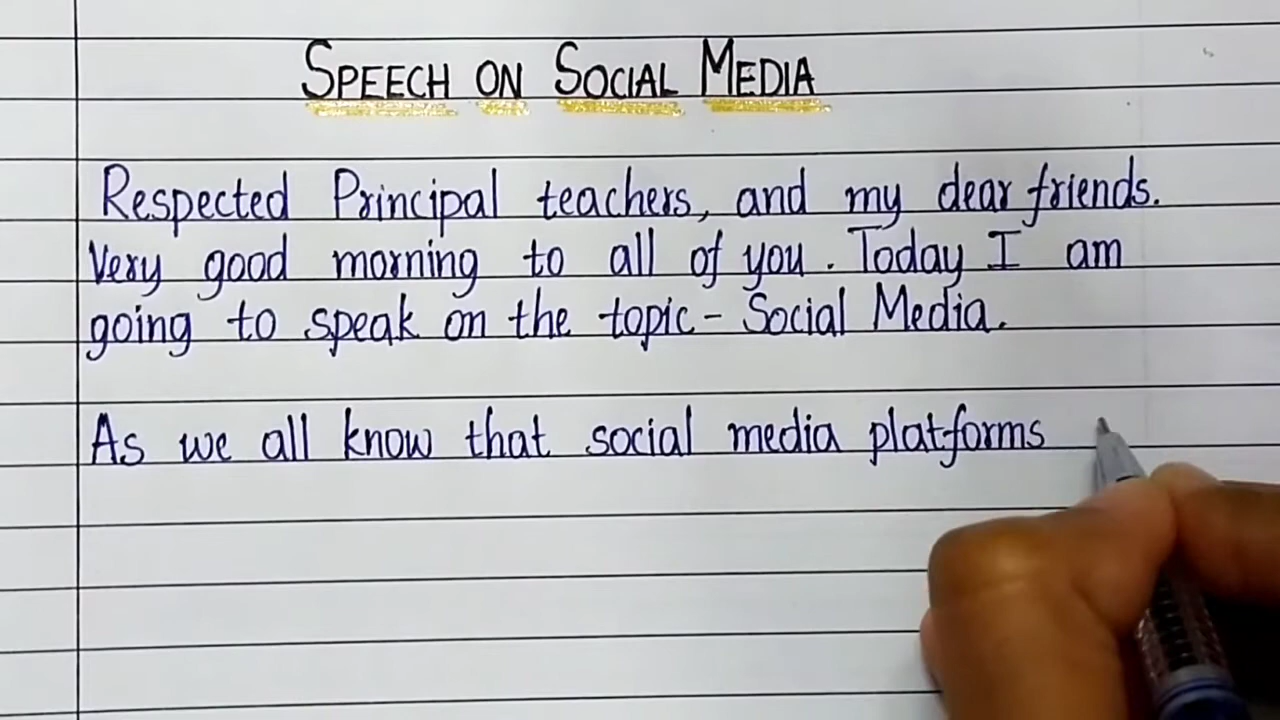 SPEECH ON SOCIAL MEDIA
Respected Principal teachers, and my dear friends.
Very good morning to all of you. Today I am
going to speak on the topic - Social Media.
As we all know that social media platforms